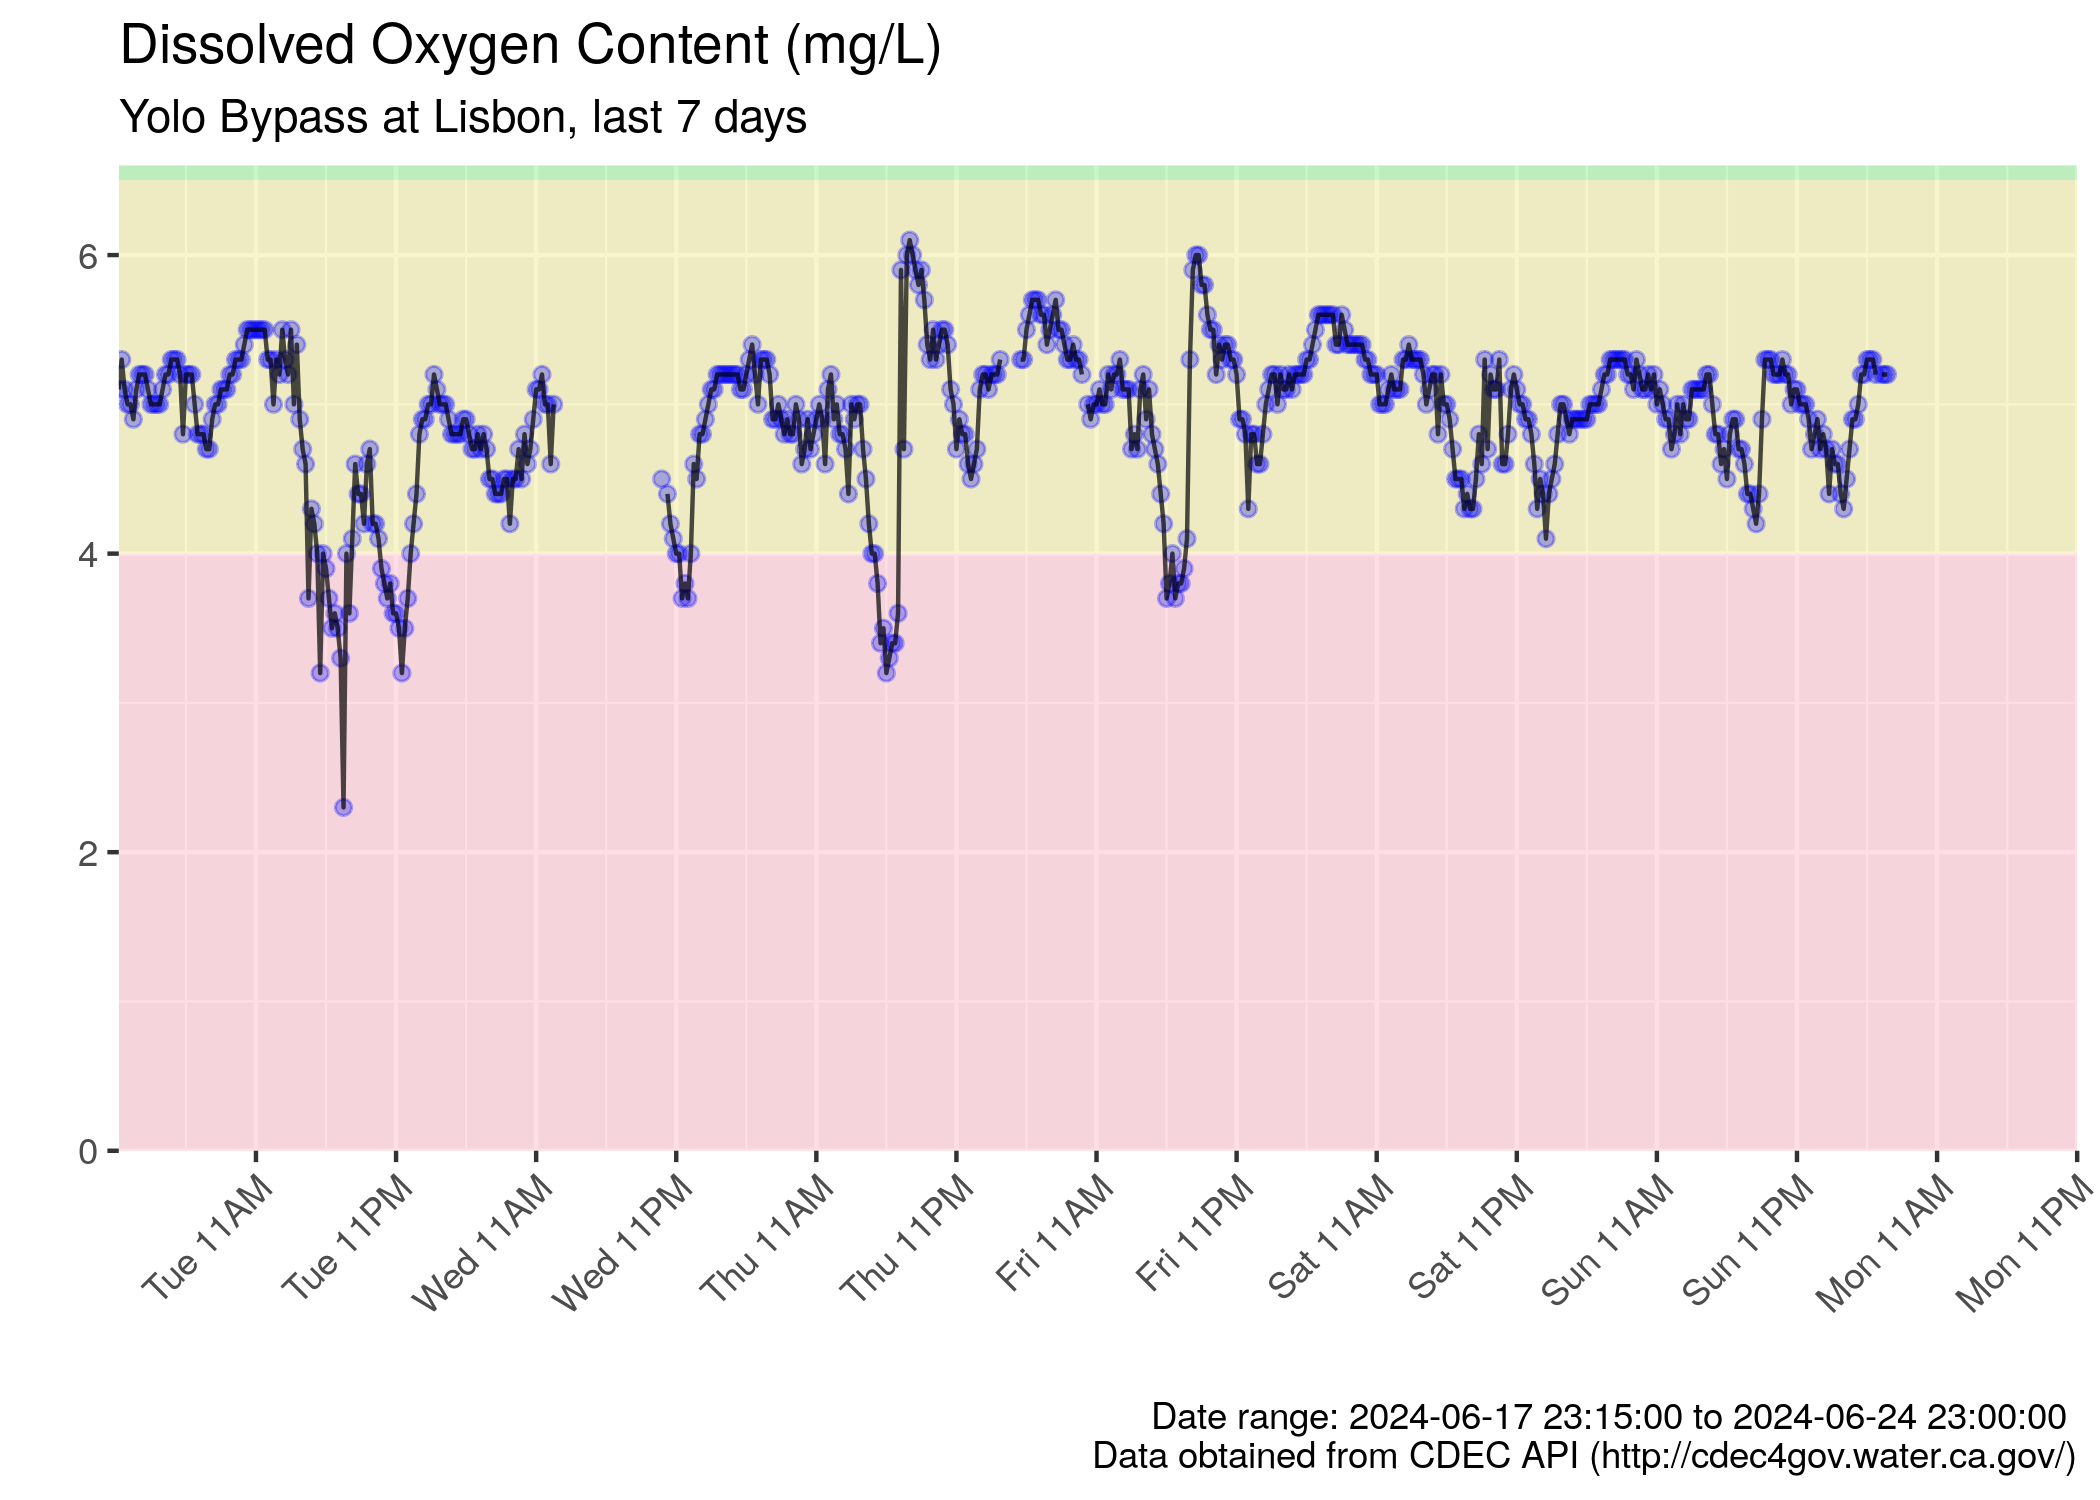 Dissolved Oxygen Content (mg/L)
Yolo Bypass at Lisbon, last 7 days
6
4
2
0
Tue 11AM
Tue 11PM
Wed 11AM
Wed 11PM
Thu 11AM
Thu 11PM
Fri 11AM
Fri 11PM
Sat 11AM
Sat 11PM
Sun 11AM
Sun 11PM
Mon 11AM
Mon 11PM
Date range: 2024-06-17 23:15:00 to 2024-06-24 23:00:00
Data obtained from CDEC API (http://cdec4gov.water.ca.gov/)